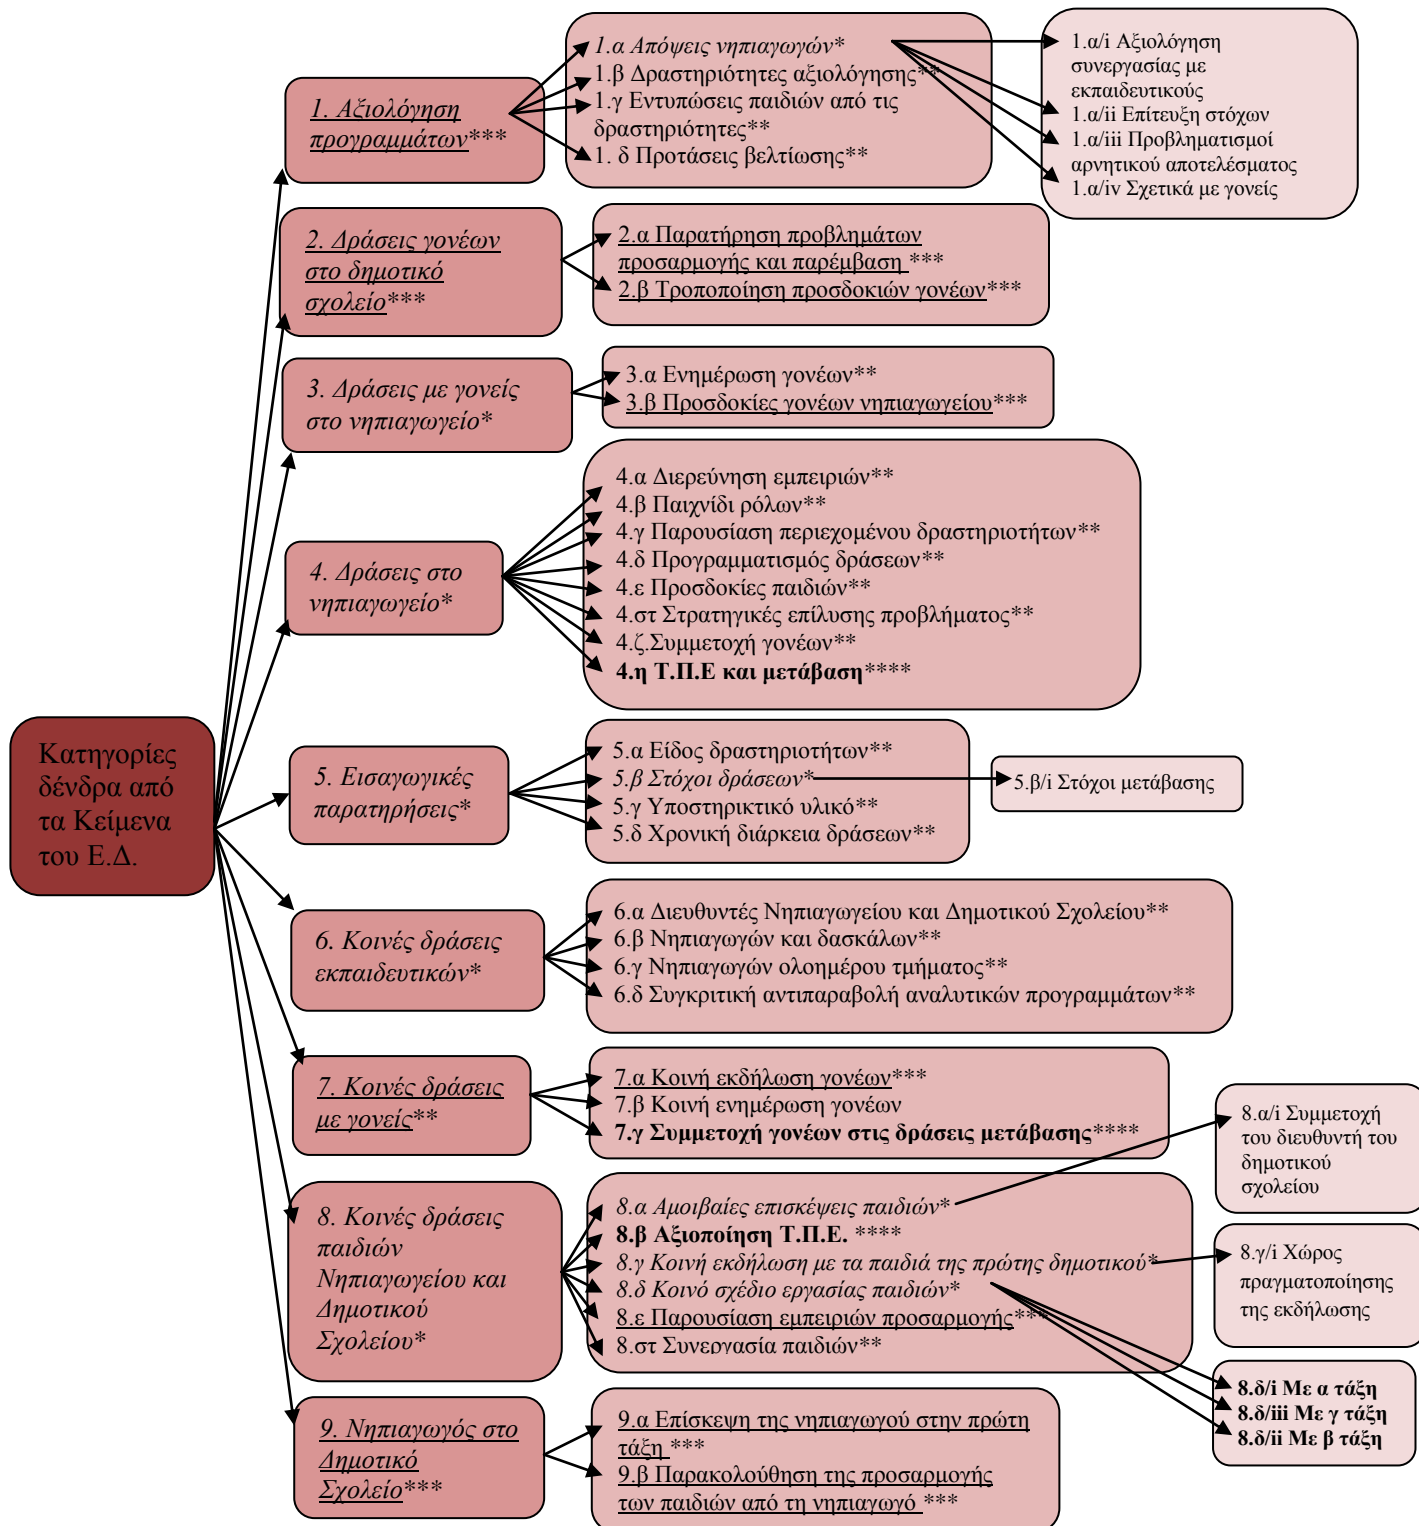 Κατηγορίες
δένδρα από
τα Κείμενα
του Ε.Δ.
1. Αξιολόγηση
προγραμμάτων***
1.α Απόψεις νηπιαγωγών*
1.β Δραστηριότητες αξιολόγησης**
1.γ Εντυπώσεις παιδιών από τις
δραστηριότητες**
1. δ Προτάσεις βελτίωσης**
1.α/i Αξιολόγηση
συνεργασίας με
εκπαιδευτικούς
1.α/ii Επίτευξη στόχων
1.α/iii Προβληματισμοί
αρνητικού αποτελέσματος
1.α/iv Σχετικά με γονείς
2. Δράσεις γονέων
στο δημοτικό
σχολείο***
2.α Παρατήρηση προβλημάτων
προσαρμογής και παρέμβαση ***
2.β Τροποποίηση προσδοκιών γονέων***
3. Δράσεις με γονείς
στο νηπιαγωγείο*
3.α Ενημέρωση γονέων**
3.β Προσδοκίες γονέων νηπιαγωγείου***
4. Δράσεις στο
νηπιαγωγείο*
4.α Διερεύνηση εμπειριών**
4.β Παιχνίδι ρόλων**
4.γ Παρουσίαση περιεχομένου δραστηριοτήτων**
4.δ Προγραμματισμός δράσεων**
4.ε Προσδοκίες παιδιών**
4.στ Στρατηγικές επίλυσης προβλήματος**
4.ζ.Συμμετοχή γονέων**
4.η Τ.Π.Ε και μετάβαση****
5. Εισαγωγικές
παρατηρήσεις*
5.α Είδος δραστηριοτήτων**
5.β Στόχοι δράσεων*
5.γ Υποστηρικτικό υλικό**
5.δ Χρονική διάρκεια δράσεων**
5.β/i Στόχοι μετάβασης
6. Κοινές δράσεις
εκπαιδευτικών*
6.α Διευθυντές Νηπιαγωγείου και Δημοτικού Σχολείου**
6.β Νηπιαγωγών και δασκάλων**
6.γ Νηπιαγωγών ολοημέρου τμήματος**
6.δ Συγκριτική αντιπαραβολή αναλυτικών προγραμμάτων**
7. Κοινές δράσεις
με γονείς**
7.α Κοινή εκδήλωση γονέων***
7.β Κοινή ενημέρωση γονέων
7.γ Συμμετοχή γονέων στις δράσεις μετάβασης****
8. Κοινές δράσεις
παιδιών
Νηπιαγωγείου και
Δημοτικού
Σχολείου*
8.α Αμοιβαίες επισκέψεις παιδιών*
8.β Αξιοποίηση Τ.Π.Ε. ****
8.γ Κοινή εκδήλωση με τα παιδιά της πρώτης δημοτικού*
8.δ Κοινό σχέδιο εργασίας παιδιών*
8.ε Παρουσίαση εμπειριών προσαρμογής***
8.στ Συνεργασία παιδιών**
8.α/i Συμμετοχή
του διευθυντή του
δημοτικού
σχολείου
8.γ/i Χώρος
πραγματοποίησης
της εκδήλωσης
8.δ/i Με α τάξη
8.δ/iii Με γ τάξη
8.δ/ii Με β τάξη
9. Νηπιαγωγός στο
Δημοτικό
Σχολείο***
9.α Επίσκεψη της νηπιαγωγού στην πρώτη
τάξη ***
9.β Παρακολούθηση της προσαρμογής
των παιδιών από τη νηπιαγωγό ***